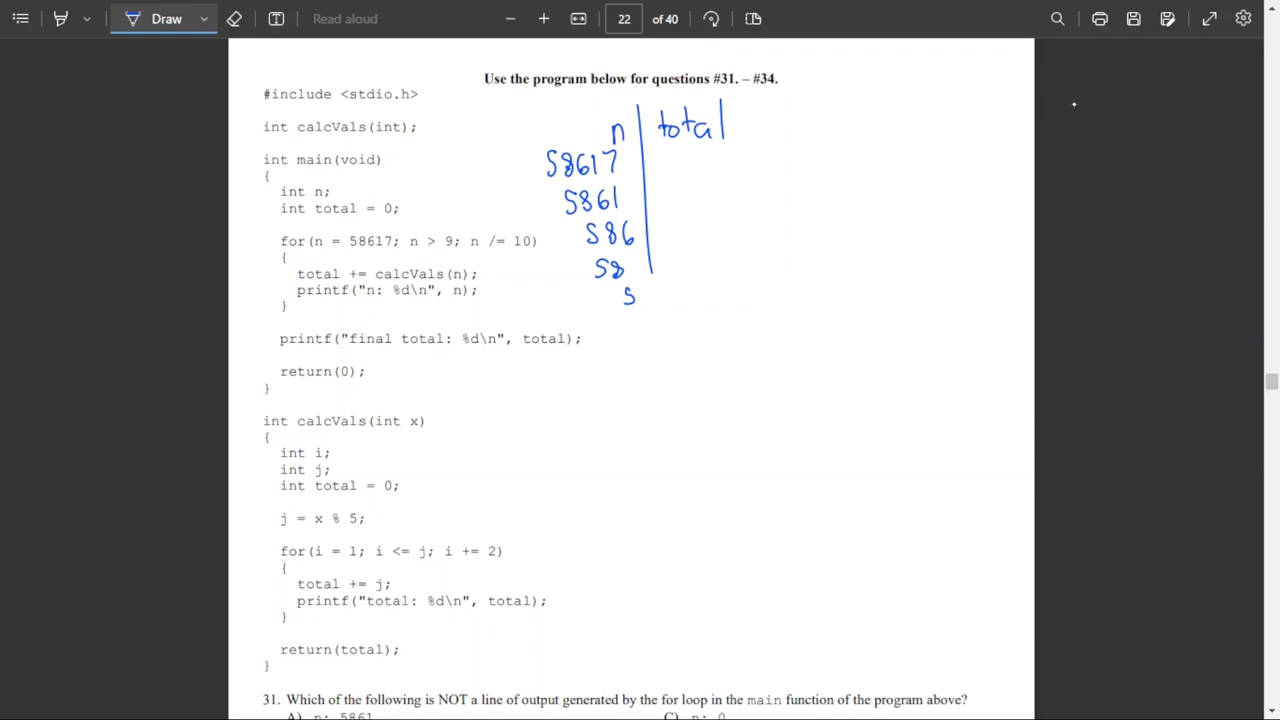 Draw
Read aloud
22 of 40
Use the program below for questions #31. – #34.
#include <stdio.h>
int calcVals(int);
int main(void)
{
int n;
int total = 0;
for(n = 58617; n > 9; n /= 10)
{
total += calcVals(n);
printf("n: %d\n", n);
}
printf("final total: %d\n", total);
return(0);
}
int calcVals(int x)
{
int i;
int j;
int total = 0;
j = x % 5;
for(i = 1; i <= j; i += 2)
{
total += j;
printf("total: %d\n", total);
}
return(total);
}
n total
58617
5861
586
58
5
31. Which of the following is NOT a line of output generated by the for loop in the main function of the program above?
A) n: 5861 C) n: 0